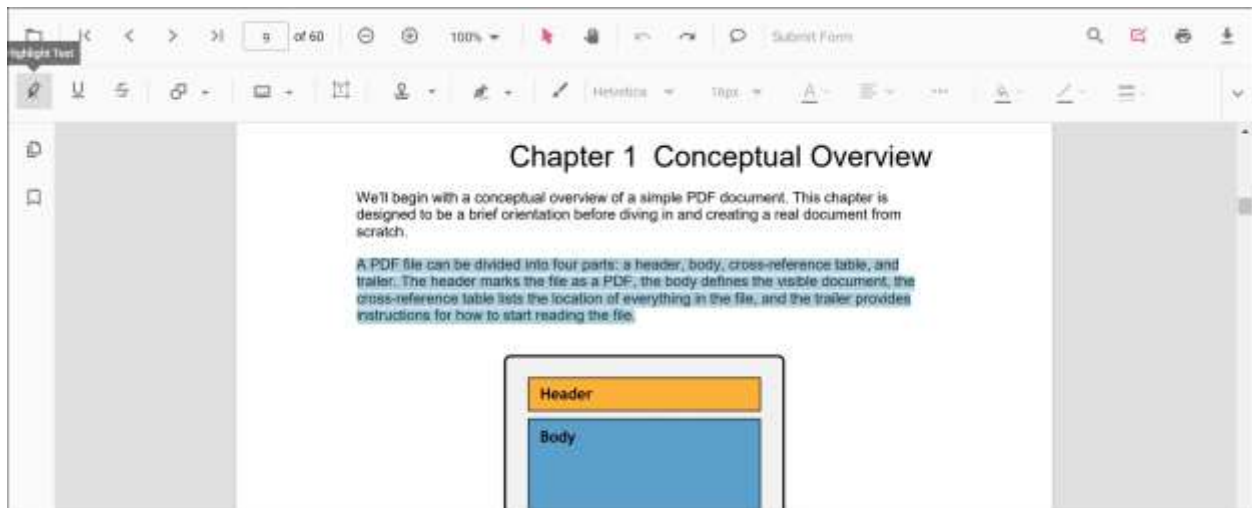 9 of 60 100% Submit Form
Highlight Text
Helvetica 16px
Chapter 1 Conceptual Overview
We'll begin with a conceptual overview of a simple PDF document. This chapter is
designed to be a brief orientation before diving in and creating a real document from
scratch.
A PDF file can be divided into four parts: a header, body, cross-reference table, and
trailer. The header marks the file as a PDF, the body defines the visible document, the
cross-reference table lists the location of everything in the file, and the trailer provides
instructions for how to start reading the file.
Header
Body